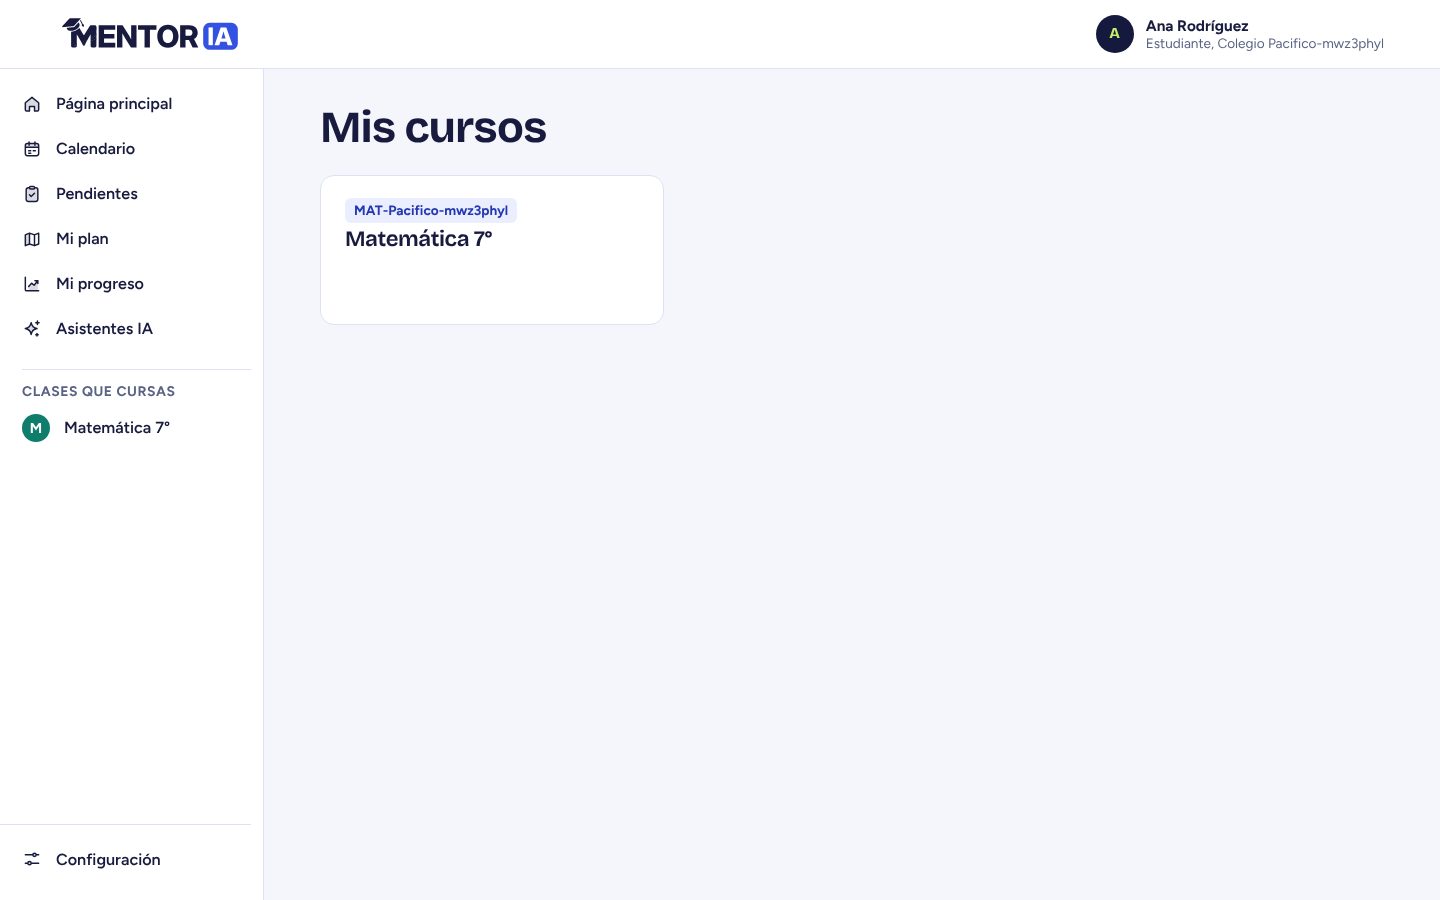 MENTOR IA
Ana Rodríguez
Estudiante, Colegio Pacifico-mwz3phyl
Página principal
Calendario
Pendientes
Mi plan
Mi progreso
Asistentes IA
CLASES QUE CURSAS
M Matemática 7°
Configuración
Mis cursos
MAT-Pacifico-mwz3phyl
Matemática 7°
A